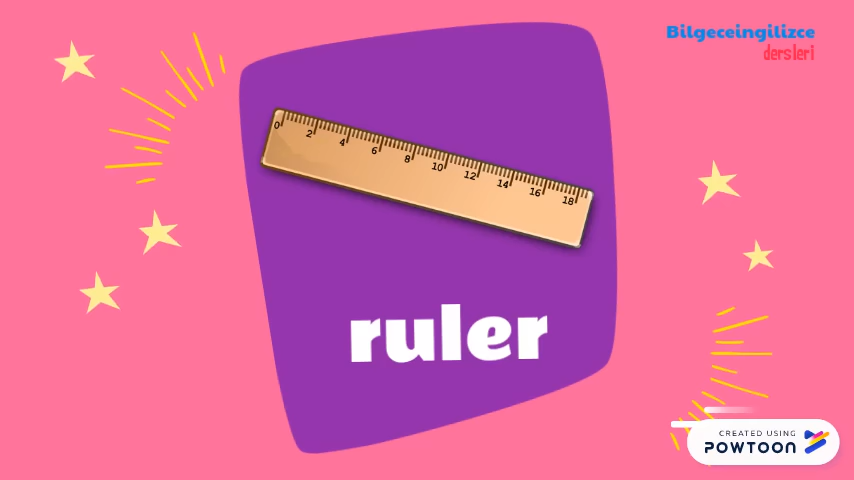 Bilgeceingilizce
dersleri
0 2 4 6 8 10 12 14 16 18
ruler
CREATED USING
POWTOON